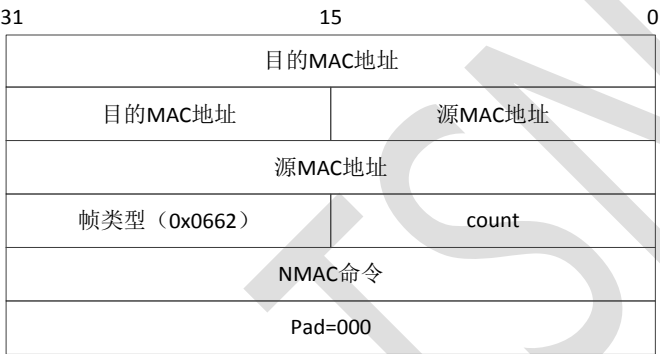 31 15 0
目的MAC地址
目的MAC地址 源MAC地址
源MAC地址
帧类型（0x0662） count
NMAC命令
Pad=000
TSN